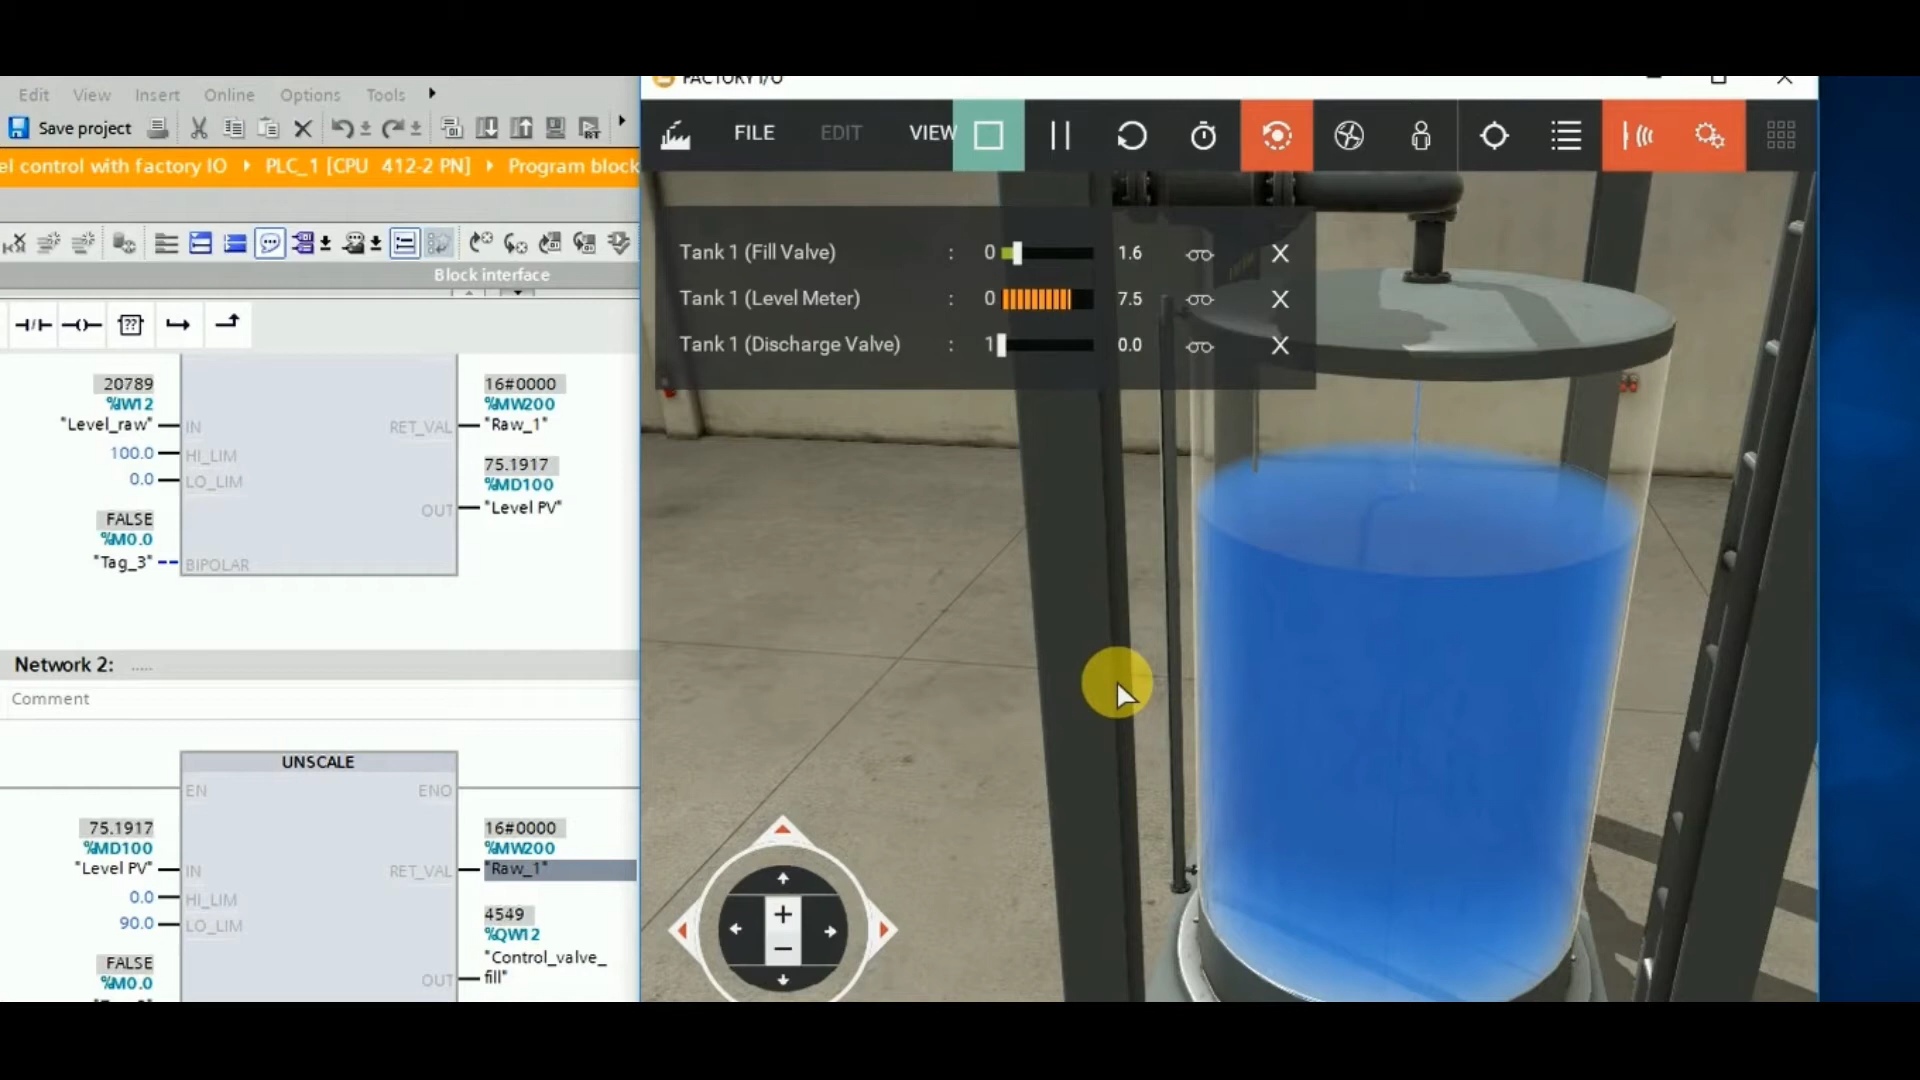 FACTORY I/O
Edit View Insert Online Options Tools
Save project
FILE EDIT VIEW
el control with factory IO PLC_1 [CPU 412-2 PN] Program block
Block interface
Tank 1 (Fill Valve) : 0 1.6 X
Tank 1 (Level Meter) : 0 7.5 X
Tank 1 (Discharge Valve) : 1 0.0 X
??
20789
%IW12
"Level_raw" IN
100.0 HI_LIM
0.0 LO_LIM
FALSE
%M0.0
"Tag_3" BIPOLAR
16#0000
%MW200
RET_VAL "Raw_1"
75.1917
%MD100
OUT "Level PV"
Network 2: .....
Comment
UNSCALE
EN ENO
75.1917
%MD100
"Level PV" IN
0.0 HI_LIM
90.0 LO_LIM
FALSE
%M0.0
16#0000
%MW200
RET_VAL "Raw_1"
4549
%QW12
"Control_valve_
OUT fill"